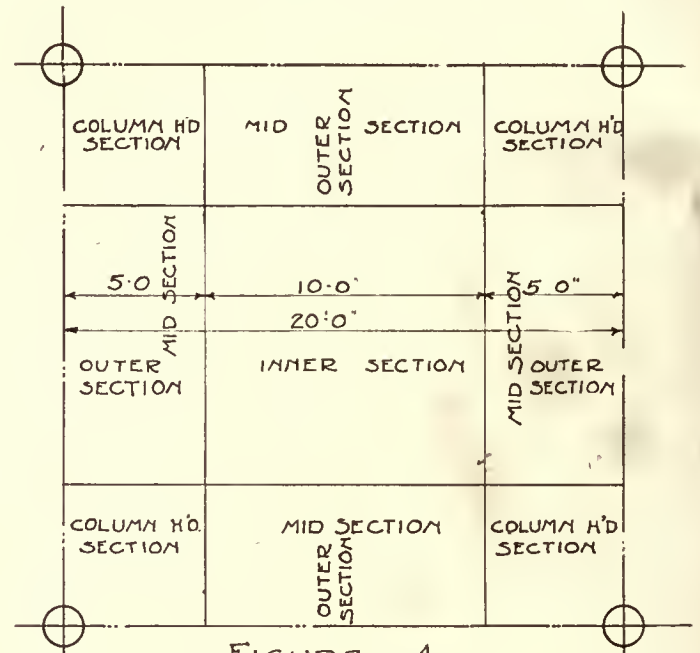 COLUMN H'D SECTION
MID SECTION
OUTER SECTION
COLUMN H'D SECTION
MID SECTION
5·0
10·0"
5 0"
20'·0"
MID SECTION
OUTER SECTION
INNER SECTION
OUTER SECTION
COLUMN H'D. SECTION
MID SECTION
OUTER SECTION
COLUMN H'D SECTION
FIGURE 4